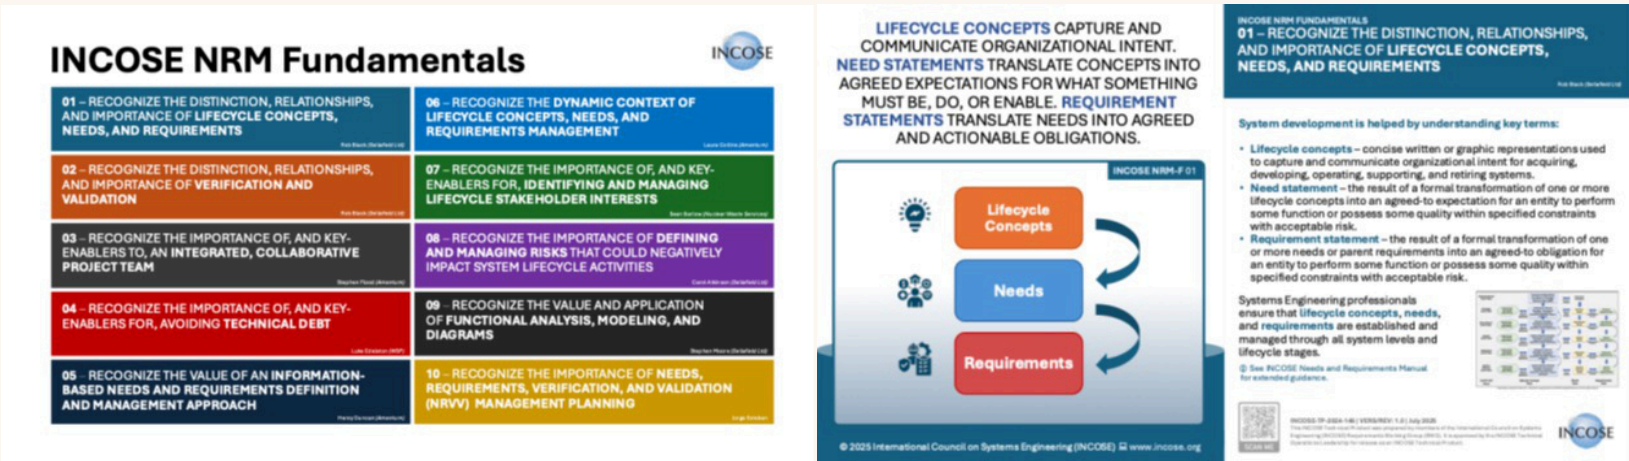 INCOSE NRM Fundamentals
INCOSE
01 – RECOGNIZE THE DISTINCTION, RELATIONSHIPS,
AND IMPORTANCE OF LIFECYCLE CONCEPTS,
NEEDS, AND REQUIREMENTS
02 – RECOGNIZE THE DISTINCTION, RELATIONSHIPS,
AND IMPORTANCE OF VERIFICATION AND
VALIDATION
03 – RECOGNIZE THE IMPORTANCE OF, AND KEY-
ENABLERS TO, AN INTEGRATED, COLLABORATIVE
PROJECT TEAM
04 – RECOGNIZE THE IMPORTANCE OF, AND KEY-
ENABLERS FOR, AVOIDING TECHNICAL DEBT
05 – RECOGNIZE THE VALUE OF AN INFORMATION-
BASED NEEDS AND REQUIREMENTS DEFINITION
AND MANAGEMENT APPROACH
06 – RECOGNIZE THE DYNAMIC CONTEXT OF
LIFECYCLE CONCEPTS, NEEDS, AND
REQUIREMENTS MANAGEMENT
07 – RECOGNIZE THE IMPORTANCE OF, AND KEY-
ENABLERS FOR, IDENTIFYING AND MANAGING
LIFECYCLE STAKEHOLDER INTERESTS
08 – RECOGNIZE THE IMPORTANCE OF DEFINING
AND MANAGING RISKS THAT COULD NEGATIVELY
IMPACT SYSTEM LIFECYCLE ACTIVITIES
09 – RECOGNIZE THE VALUE AND APPLICATION
OF FUNCTIONAL ANALYSIS, MODELING, AND
DIAGRAMS
10 – RECOGNIZE THE IMPORTANCE OF NEEDS,
REQUIREMENTS, VERIFICATION, AND VALIDATION
(NRVV) MANAGEMENT PLANNING
LIFECYCLE CONCEPTS CAPTURE AND
COMMUNICATE ORGANIZATIONAL INTENT.
NEED STATEMENTS TRANSLATE CONCEPTS INTO
AGREED EXPECTATIONS FOR WHAT SOMETHING
MUST BE, DO, OR ENABLE. REQUIREMENT
STATEMENTS TRANSLATE NEEDS INTO AGREED
AND ACTIONABLE OBLIGATIONS.
INCOSE NRM-F 01
Lifecycle
Concepts
Needs
Requirements
© 2025 International Council on Systems Engineering (INCOSE) www.incose.org
INCOSE NRM FUNDAMENTALS
01 – RECOGNIZE THE DISTINCTION, RELATIONSHIPS,
AND IMPORTANCE OF LIFECYCLE CONCEPTS,
NEEDS, AND REQUIREMENTS
System development is helped by understanding key terms:
• Lifecycle concepts – concise written or graphic representations used
to capture and communicate organizational intent for acquiring,
developing, operating, supporting, and retiring systems.
• Need statement – the result of a formal transformation of one or more
lifecycle concepts into an agreed-to expectation for an entity to perform
some function or possess some quality within specified constraints
with acceptable risk.
• Requirement statement – the result of a formal transformation of one
or more needs or parent requirements into an agreed-to obligation for
an entity to perform some function or possess some quality within
specified constraints with acceptable risk.
Systems Engineering professionals
ensure that lifecycle concepts, needs,
and requirements are established and
managed through all system levels and
lifecycle stages.
See INCOSE Needs and Requirements Manual
for extended guidance.
SCAN ME
INCOSE